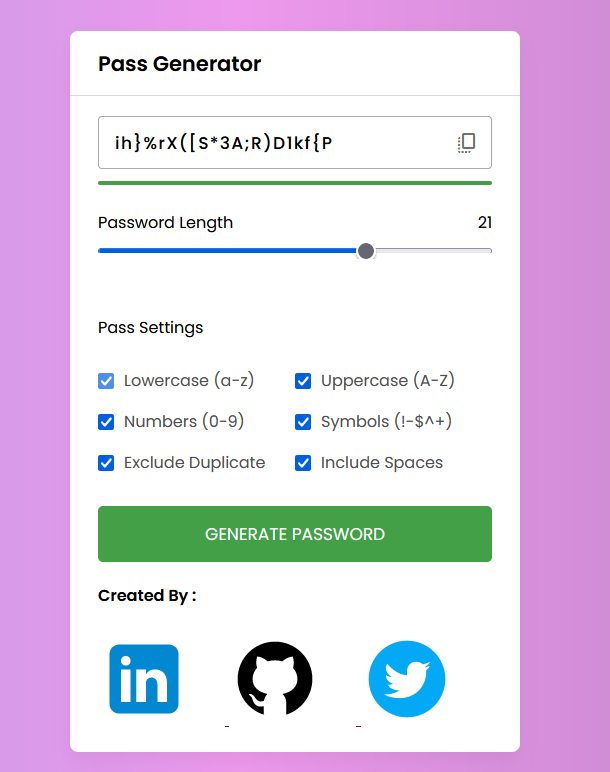 Pass Generator
ih}%rX([S*3A;R)D1kf{P
Password Length 21
Pass Settings
Lowercase (a-z) Uppercase (A-Z)
Numbers (0-9) Symbols (!-$^+)
Exclude Duplicate Include Spaces
GENERATE PASSWORD
Created By :
in